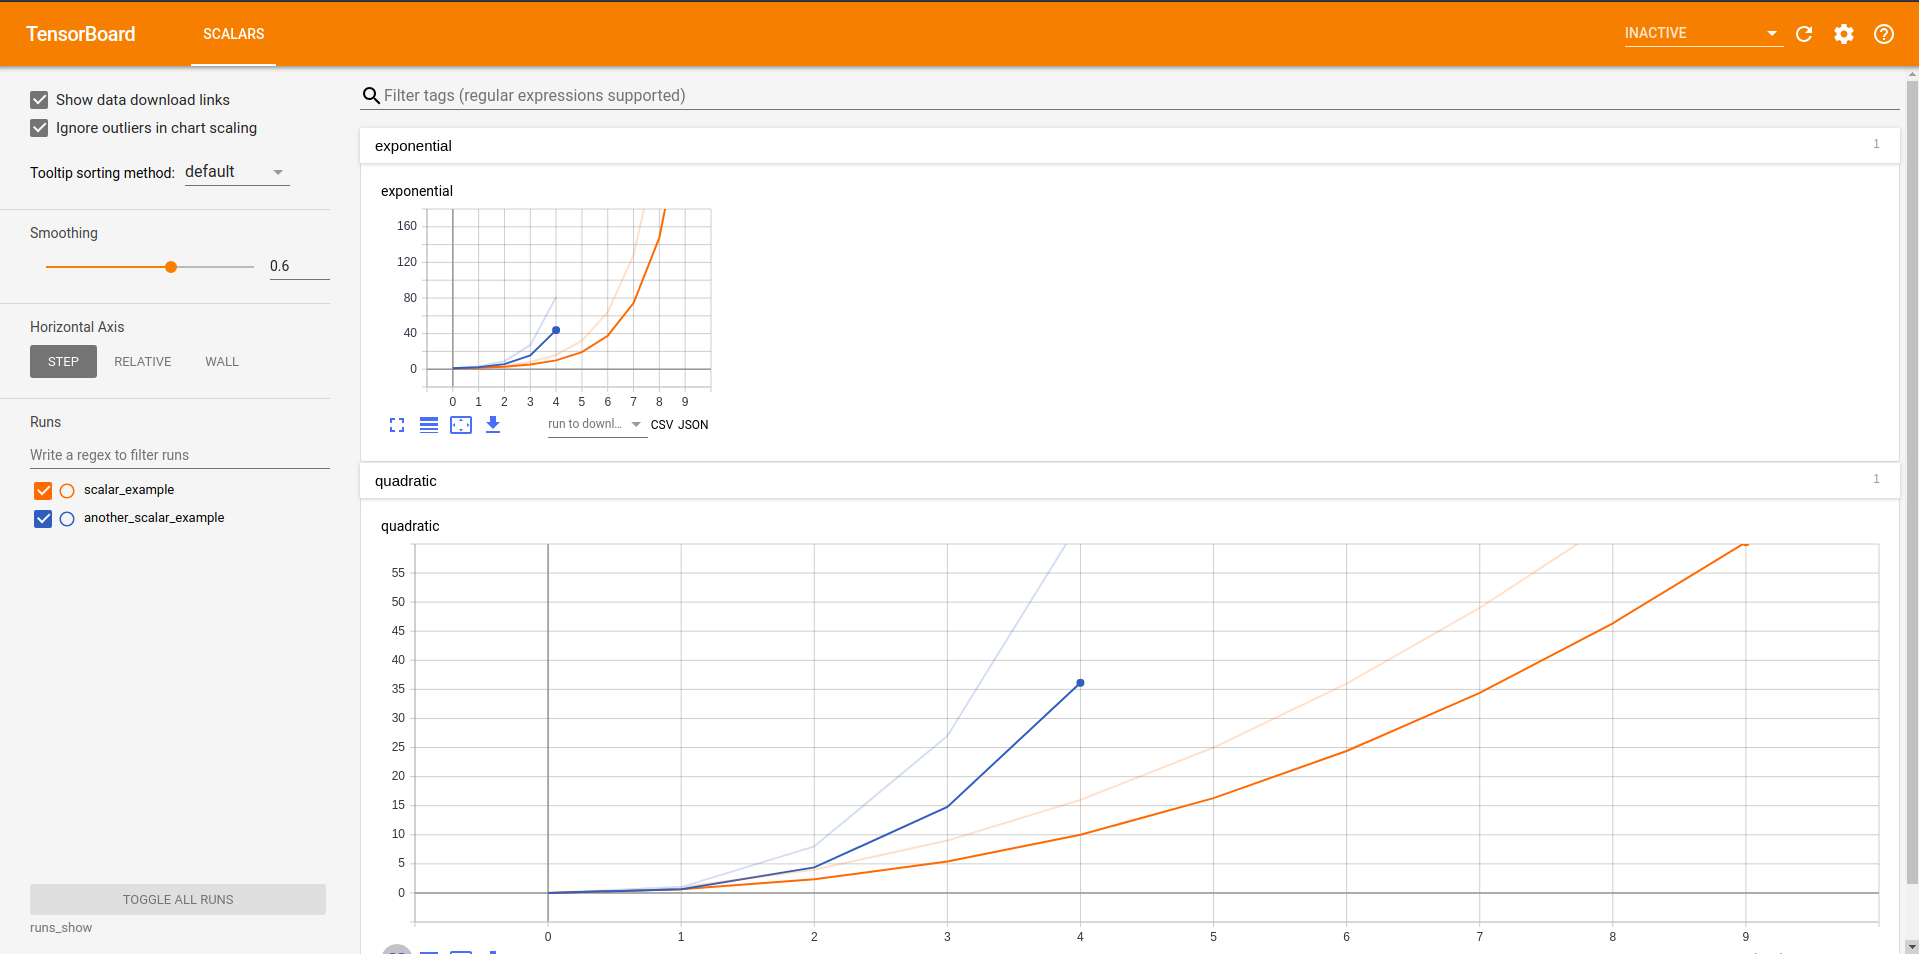 TensorBoard SCALARS INACTIVE
Show data download links
Ignore outliers in chart scaling
Tooltip sorting method: default
Smoothing
0.6
Horizontal Axis
STEP RELATIVE WALL
Runs
Write a regex to filter runs
scalar_example
another_scalar_example
TOGGLE ALL RUNS
runs_show
Filter tags (regular expressions supported)
exponential 1
exponential
160
120
80
40
0
0 1 2 3 4 5 6 7 8 9
run to downl... CSV JSON
quadratic 1
quadratic
55
50
45
40
35
30
25
20
15
10
5
0
0 1 2 3 4 5 6 7 8 9